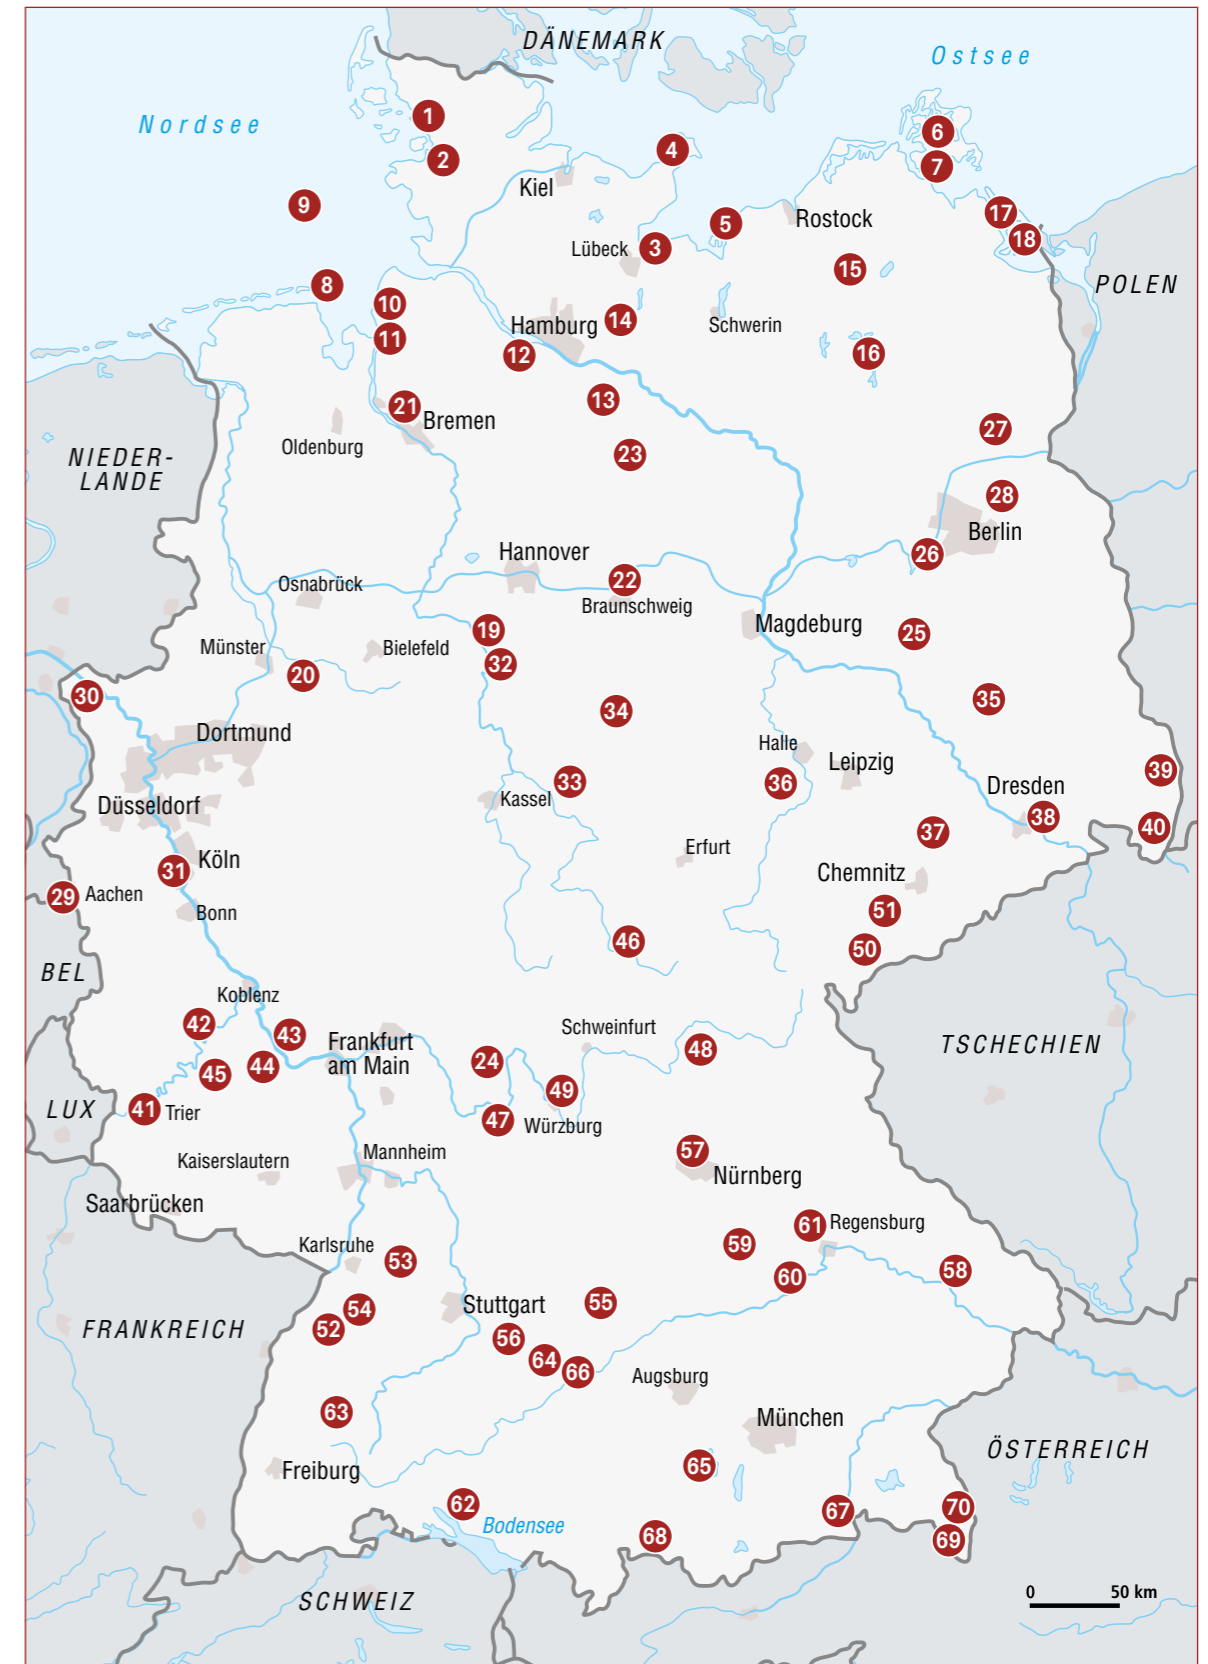 DÄNEMARK
Ostsee
Nordsee
1
6
4
2
7
Kiel
9
17
5
Rostock
18
3
Lübeck
15
8
POLEN
10
14
Hamburg
Schwerin
11
12
16
13
21
Bremen
27
Oldenburg
23
NIEDER-
LANDE
28
Berlin
Hannover
26
Osnabrück
22
Braunschweig
Magdeburg
19
25
Münster
Bielefeld
32
20
30
35
34
Dortmund
Halle
Leipzig
39
33
36
Dresden
Kassel
Düsseldorf
38
40
37
Erfurt
Köln
31
Chemnitz
29
Aachen
51
Bonn
46
50
BEL
Koblenz
42
Schweinfurt
43
Frankfurt
am Main
TSCHECHIEN
48
24
44
45
49
LUX
41
Trier
47
Würzburg
57
Mannheim
Kaiserslautern
Nürnberg
Saarbrücken
61
Regensburg
Karlsruhe
59
53
58
60
55
Stuttgart
54
52
FRANKREICH
56
64
66
Augsburg
63
München
ÖSTERREICH
65
Freiburg
62
70
67
Bodensee
68
69
0
50 km
SCHWEIZ